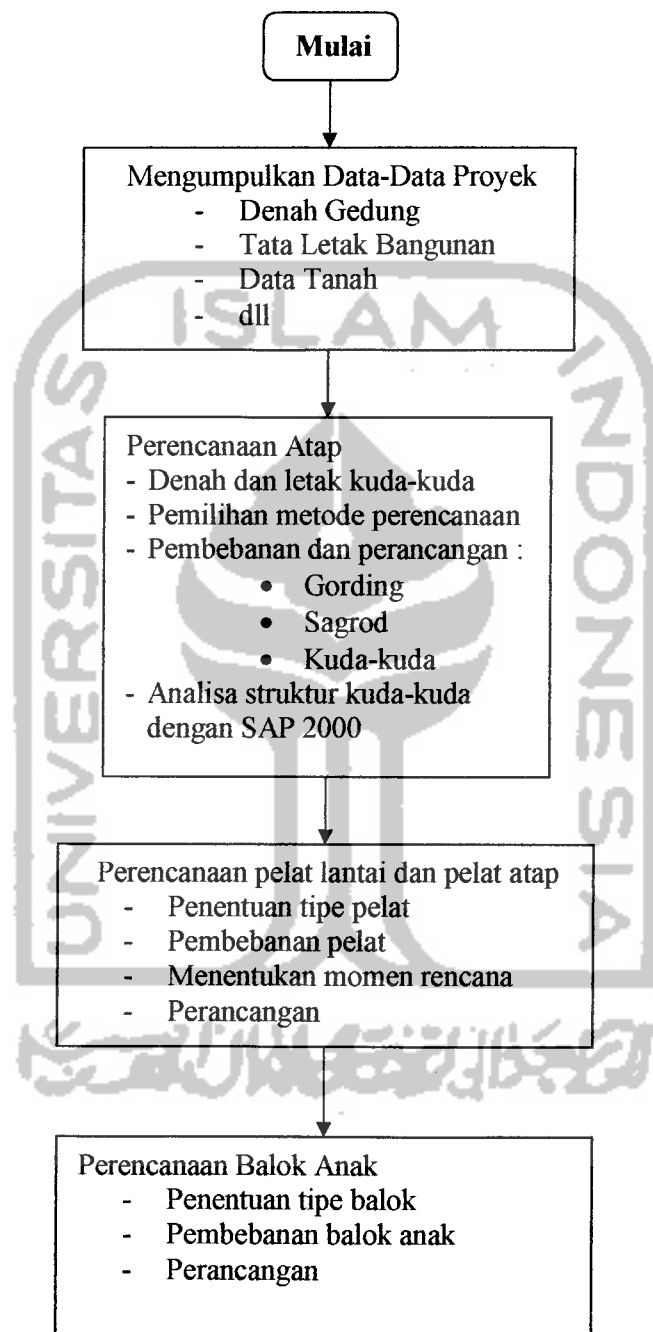 Mulai
Mengumpulkan Data-Data Proyek
- Denah Gedung
- Tata Letak Bangunan
- Data Tanah
- dll
Perencanaan Atap
- Denah dan letak kuda-kuda
- Pemilihan metode perencanaan
- Pembebanan dan perancangan :
• Gording
• Sagrod
• Kuda-kuda
- Analisa struktur kuda-kuda
dengan SAP 2000
Perencanaan pelat lantai dan pelat atap
- Penentuan tipe pelat
- Pembebanan pelat
- Menentukan momen rencana
- Perancangan
Perencanaan Balok Anak
- Penentuan tipe balok
- Pembebanan balok anak
- Perancangan
UNIVERSITAS
ISLAM
INDONESIA